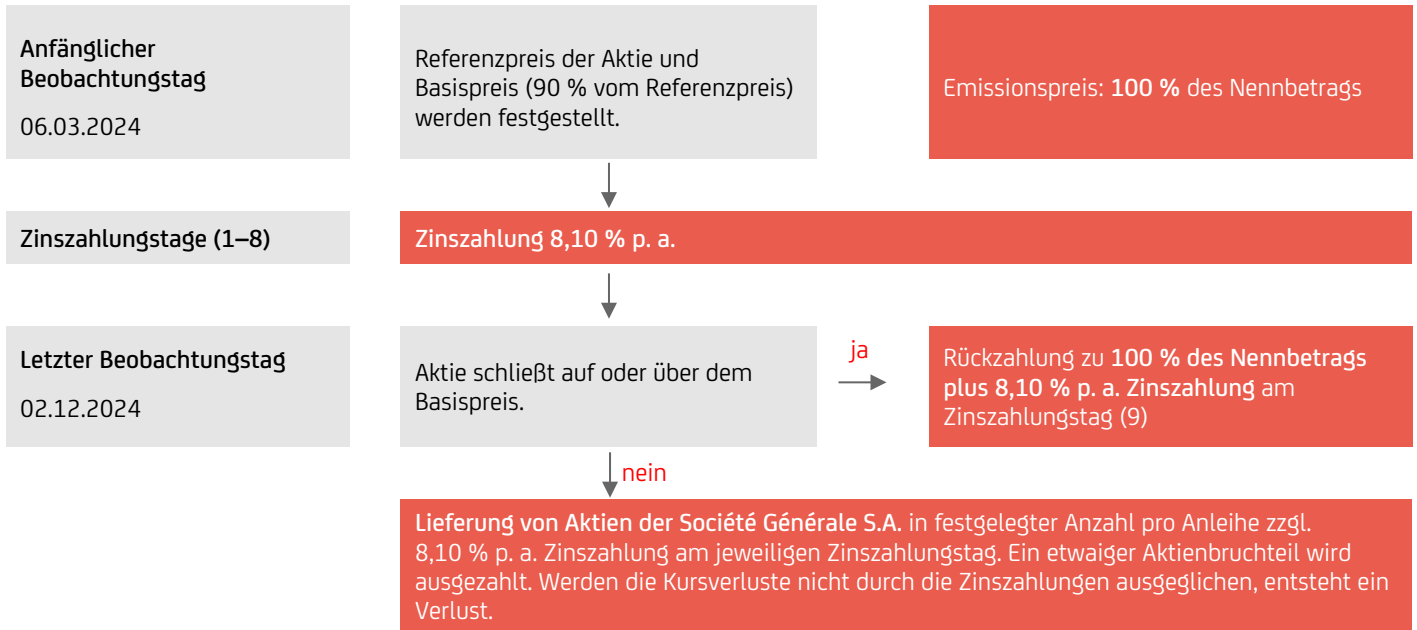 Anfänglicher
Beobachtungstag
06.03.2024
Referenzpreis der Aktie und
Basispreis (90 % vom Referenzpreis)
werden festgestellt.
Emissionspreis: 100 % des Nennbetrags
Zinszahlungstage (1–8)
Zinszahlung 8,10 % p. a.
Letzter Beobachtungstag
02.12.2024
Aktie schließt auf oder über dem
Basispreis.
ja
Rückzahlung zu 100 % des Nennbetrags
plus 8,10 % p. a. Zinszahlung am
Zinszahlungstag (9)
nein
Lieferung von Aktien der Société Générale S.A. in festgelegter Anzahl pro Anleihe zzgl.
8,10 % p. a. Zinszahlung am jeweiligen Zinszahlungstag. Ein etwaiger Aktienbruchteil wird
ausgezahlt. Werden die Kursverluste nicht durch die Zinszahlungen ausgeglichen, entsteht ein
Verlust.